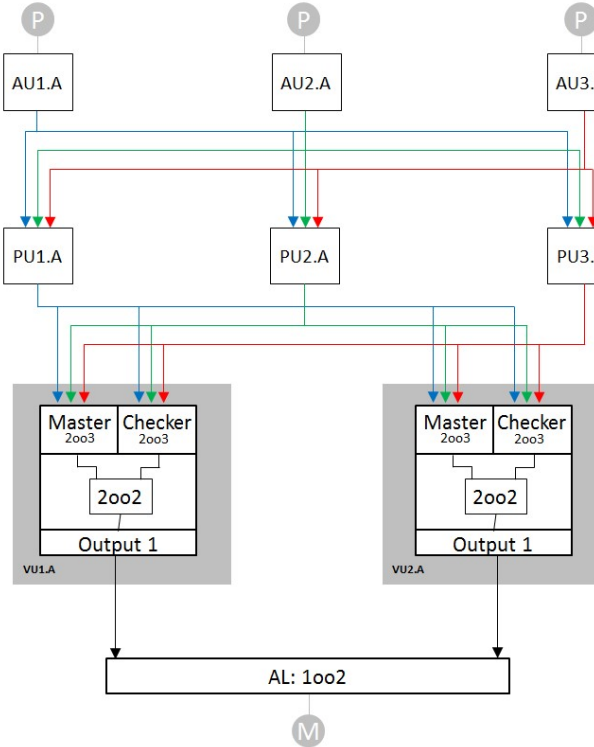 P P P
AU1.A AU2.A AU3.
PU1.A PU2.A PU3.
Master Checker Master Checker
2oo3 2oo3 2oo3 2oo3
2oo2 2oo2
Output 1 Output 1
VU1.A VU2.A
AL: 1oo2
M